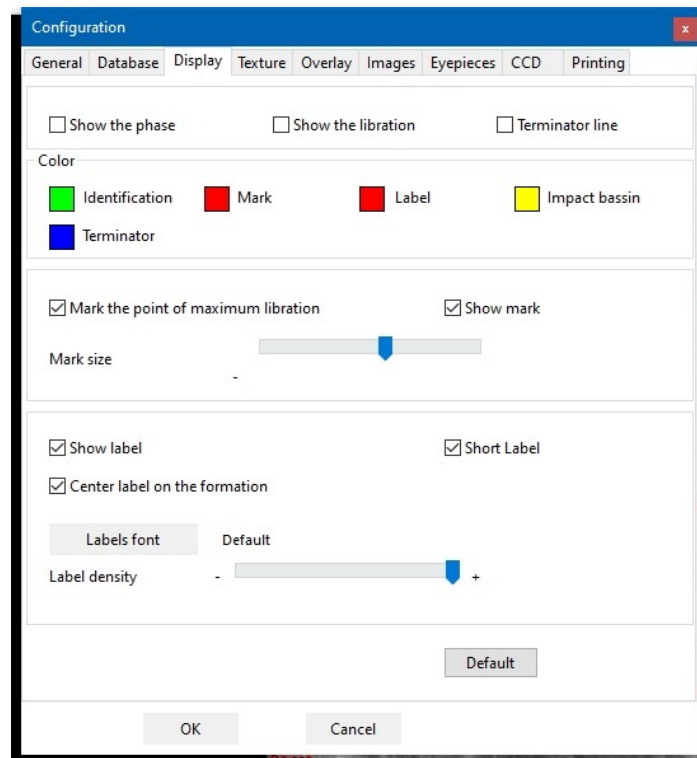 Configuration
x
General Database Display Texture Overlay Images Eyepieces CCD Printing
Show the phase Show the libration Terminator line
Color
Identification Mark Label Impact bassin
Terminator
Mark the point of maximum libration Show mark
Mark size
-
Show label Short Label
Center label on the formation
Labels font Default
Label density - +
Default
OK Cancel